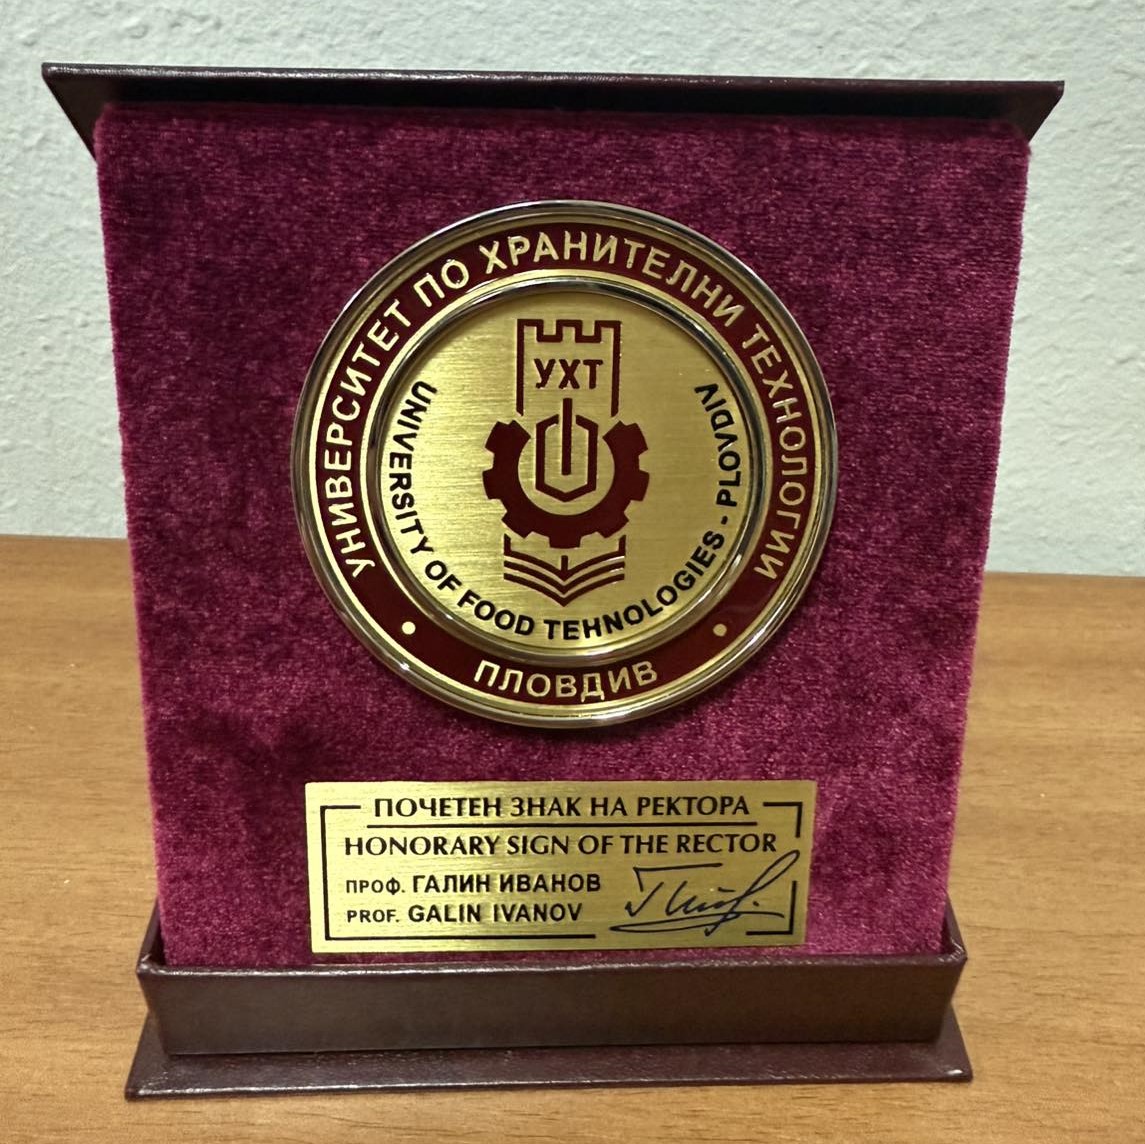 УНИВЕРСИТЕТ ПО ХРАНИТЕЛНИ ТЕХНОЛОГИИ
УХТ
UNIVERSITY OF FOOD TEHNOLOGIES - PLOVDIV
ПЛОВДИВ
ПОЧЕТЕН ЗНАК НА РЕКТОРА
HONORARY SIGN OF THE RECTOR
ПРОФ. ГАЛИН ИВАНОВ
PROF. GALIN IVANOV